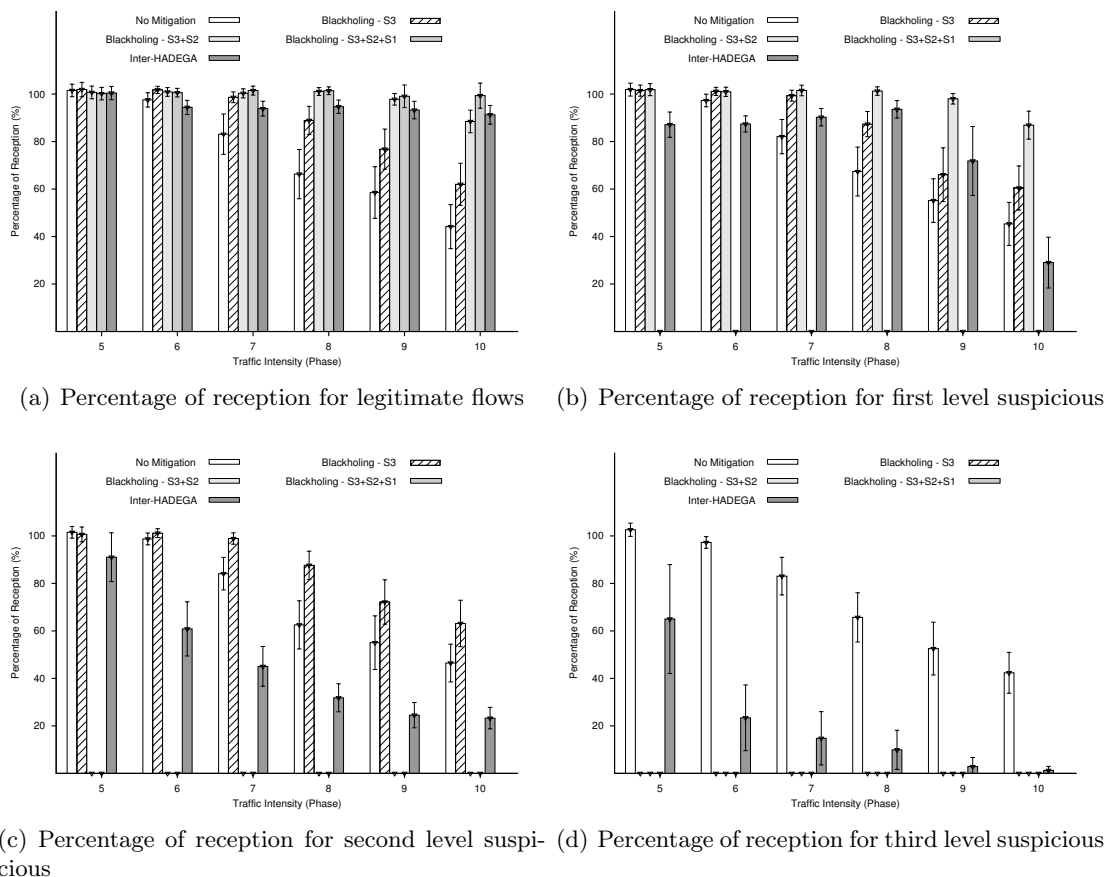 No Mitigation
Blackholing - S3
Blackholing - S3+S2
Blackholing - S3+S2+S1
Inter-HADEGA
Percentage of Reception (%)
100
80
60
40
20
5 6 7 8 9 10
Traffic Intensity (Phase)
(a) Percentage of reception for legitimate flows
No Mitigation
Blackholing - S3
Blackholing - S3+S2
Blackholing - S3+S2+S1
Inter-HADEGA
Percentage of Reception (%)
100
80
60
40
20
5 6 7 8 9 10
Traffic Intensity (Phase)
(b) Percentage of reception for first level suspicious
No Mitigation
Blackholing - S3
Blackholing - S3+S2
Blackholing - S3+S2+S1
Inter-HADEGA
Percentage of Reception (%)
100
80
60
40
20
5 6 7 8 9 10
Traffic Intensity (Phase)
(c) Percentage of reception for second level suspi-
cious
No Mitigation
Blackholing - S3
Blackholing - S3+S2
Blackholing - S3+S2+S1
Inter-HADEGA
Percentage of Reception (%)
100
80
60
40
20
5 6 7 8 9 10
Traffic Intensity (Phase)
(d) Percentage of reception for third level suspicious